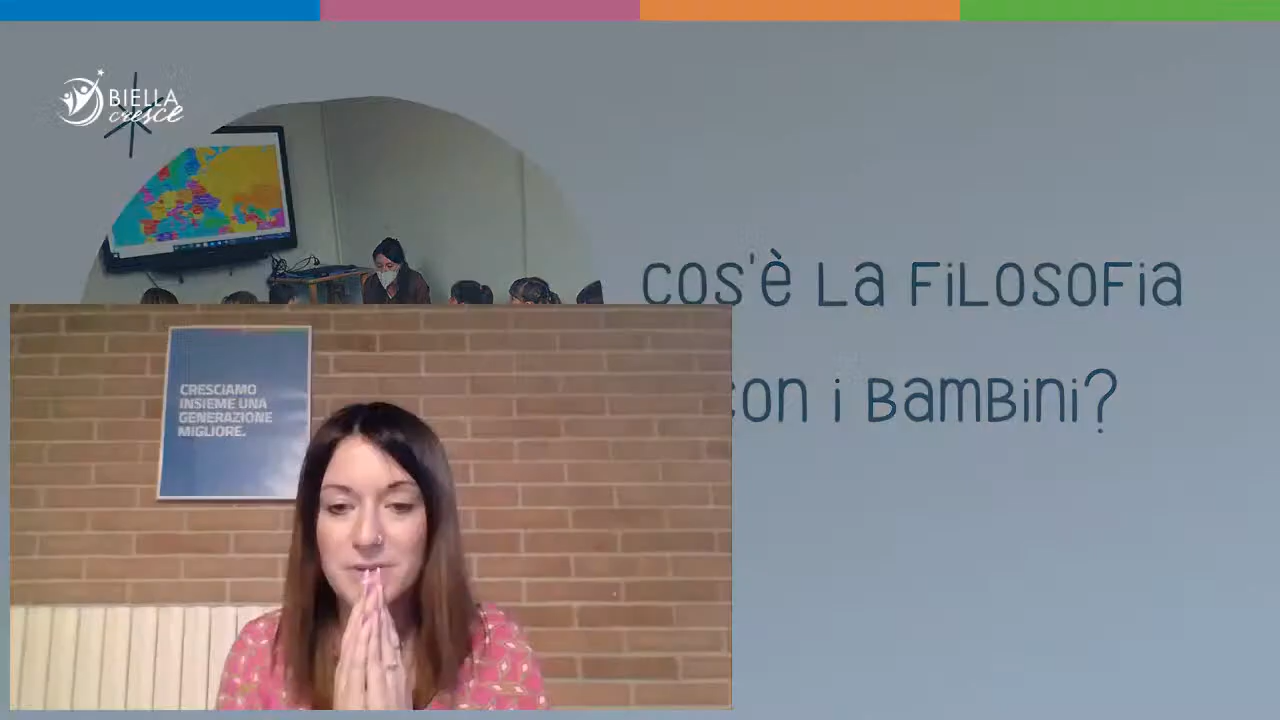 BIELLA
cresce
COS'È LA FILOSOFIA
CON I BAMBINI?
CRESCIAMO
INSIEME UNA
GENERAZIONE
MIGLIORE.